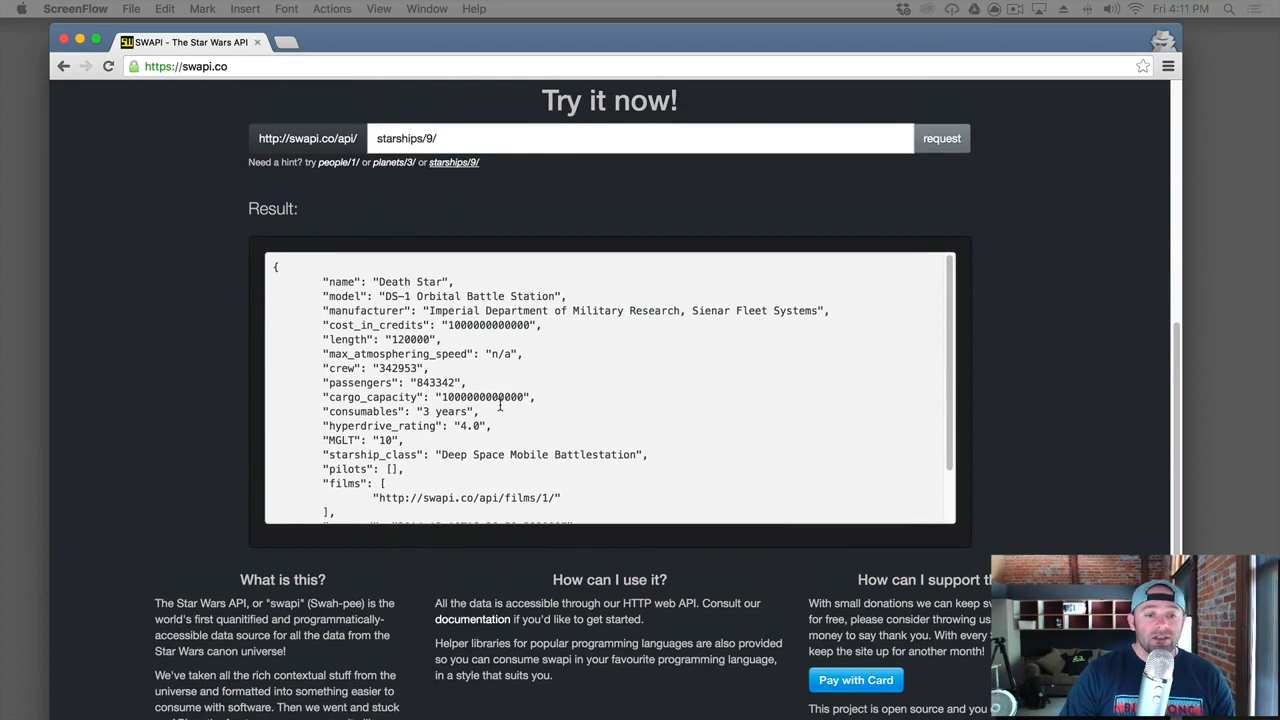 ScreenFlow File Edit Mark Insert Font Actions View Window Help Fri 4:11 PM
SWAPI - The Star Wars API
https://swapi.co
Try it now!
http://swapi.co/api/ starships/9/ request
Need a hint? try people/1/ or planets/3/ or starships/9/
Result:
{
"name": "Death Star",
"model": "DS-1 Orbital Battle Station",
"manufacturer": "Imperial Department of Military Research, Sienar Fleet Systems",
"cost_in_credits": "1000000000000",
"length": "120000",
"max_atmosphering_speed": "n/a",
"crew": "342953",
"passengers": "843342",
"cargo_capacity": "1000000000000",
"consumables": "3 years",
"hyperdrive_rating": "4.0",
"MGLT": "10",
"starship_class": "Deep Space Mobile Battlestation",
"pilots": [],
"films": [
"http://swapi.co/api/films/1/"
],
What is this?
The Star Wars API, or "swapi" (Swah-pee) is the
world's first quanitified and programmatically-
accessible data source for all the data from the
Star Wars canon universe!
We've taken all the rich contextual stuff from the
universe and formatted into something easier to
consume with software. Then we went and stuck
How can I use it?
All the data is accessible through our HTTP web API. Consult our
documentation if you'd like to get started.
Helper libraries for popular programming languages are also provided
so you can consume swapi in your favourite programming language,
in a style that suits you.
How can I support th
With small donations we can keep sw
for free, please consider throwing us
money to say thank you. With every
keep the site up for another month!
Pay with Card
This project is open source and you c